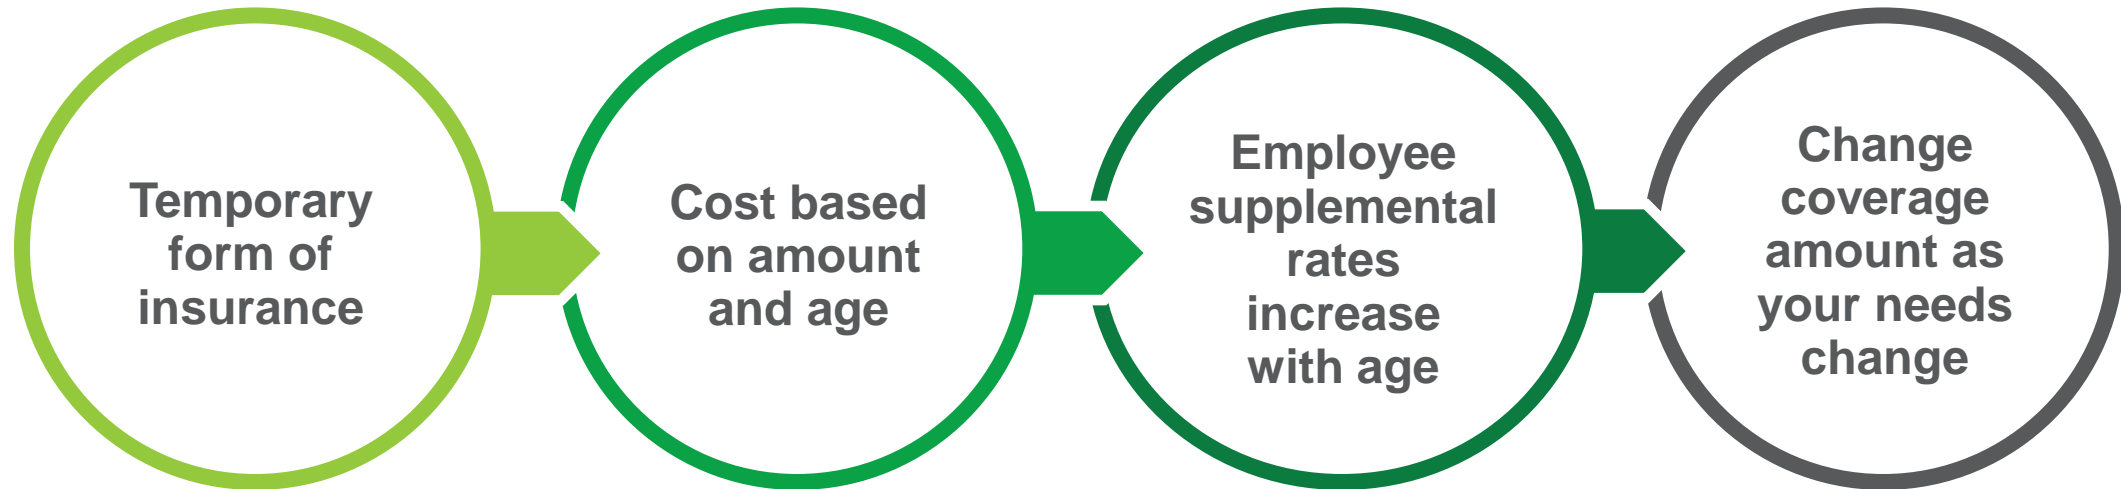 Temporary
form of
insurance
Cost based
on amount
and age
Employee
supplemental
rates
increase
with age
Change
coverage
amount as
your needs
change